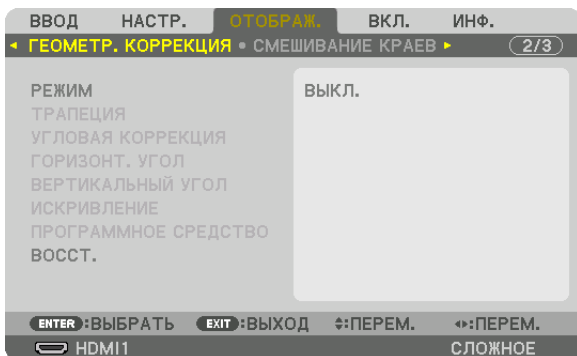 ВВОД НАСТР. ОТОБРАЖ. ВКЛ. ИНФ.
◂ ГЕОМЕТР. КОРРЕКЦИЯ • СМЕШИВАНИЕ КРАЕВ ▸ 2/3
РЕЖИМ ВЫКЛ.
ТРАПЕЦИЯ
УГЛОВАЯ КОРРЕКЦИЯ
ГОРИЗОНТ. УГОЛ
ВЕРТИКАЛЬНЫЙ УГОЛ
ИСКРИВЛЕНИЕ
ПРОГРАММНОЕ СРЕДСТВО
ВОССТ.
ENTER :ВЫБРАТЬ EXIT :ВЫХОД ♦:ПЕРЕМ. ◂▸:ПЕРЕМ.
HDMI1 СЛОЖНОЕ